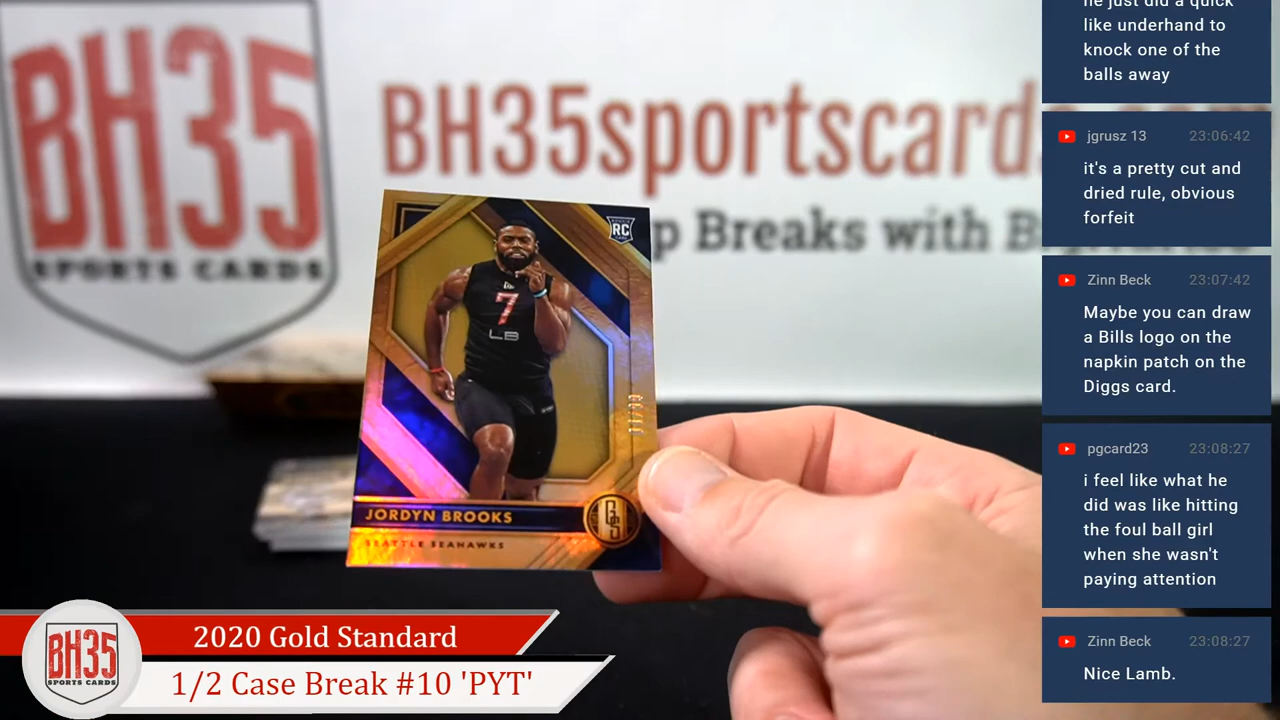 BH35
SPORTS CARDS
BH35sportscards.com
Breaks with
RC
7
LB
JORDYN BROOKS
SEATTLE SEAHAWKS
GS
BH35
SPORTS CARDS
2020 Gold Standard
1/2 Case Break #10 'PYT'
he just did a quick
like underhand to
knock one of the
balls away
jgrusz 13 23:06:42
it's a pretty cut and
dried rule, obvious
forfeit
Zinn Beck 23:07:42
Maybe you can draw
a Bills logo on the
napkin patch on the
Diggs card.
pgcard23 23:08:27
i feel like what he
did was like hitting
the foul ball girl
when she wasn't
paying attention
Zinn Beck 23:08:27
Nice Lamb.